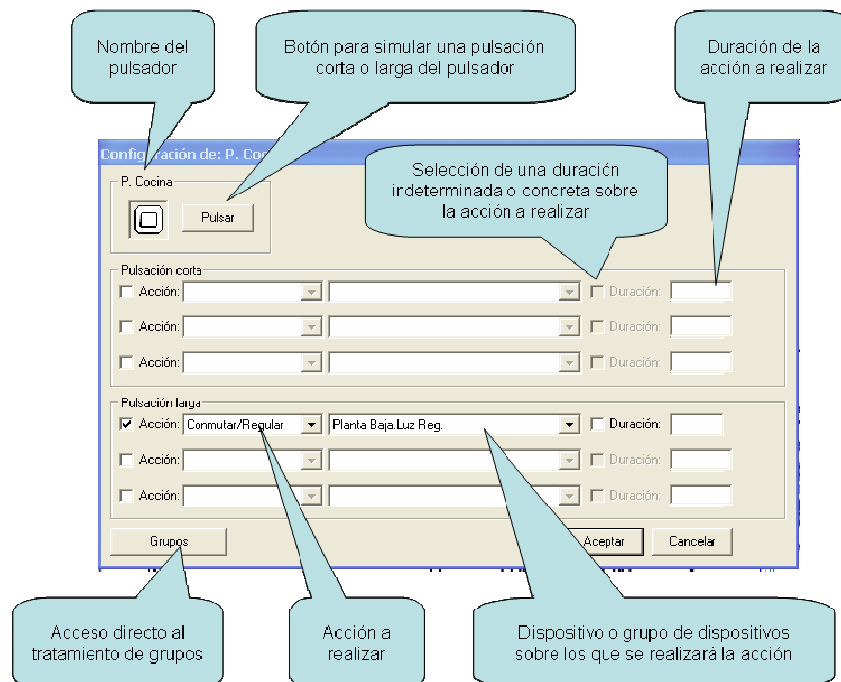 Nombre del
pulsador
Botón para simular una pulsación
corta o larga del pulsador
Duración de la
acción a realizar
Configuración de: P. Coc
P. Cocina
Pulsar
Selección de una duración
indeterminada o concreta sobre
la acción a realizar
Pulsación corta
Acción: Duración:
Acción: Duración:
Acción: Duración:
Pulsación larga
Acción: Conmutar/Regular Planta Baja.Luz Reg. Duración:
Acción: Duración:
Acción: Duración:
Grupos Aceptar Cancelar
Acceso directo al
tratamiento de grupos
Acción a
realizar
Dispositivo o grupo de dispositivos
sobre los que se realizará la acción